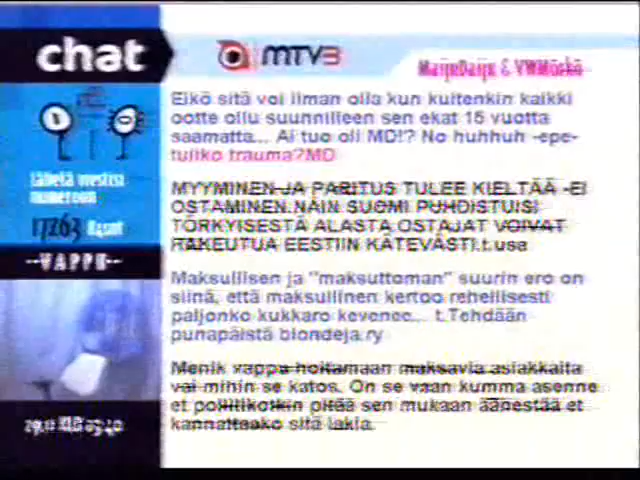 chat
MTV3
MaijuDaiju & VWMörkö
Eikö sitä voi ilman olla kun kuitenkin kaikki
ootte ollu suunnilleen sen ekat 15 vuotta
saamatta... Ai tuo oli MD!? No huhhuh -epe-
tuliko trauma?MD
MYYMINEN JA PARITUS TULEE KIELTÄÄ -EI
OSTAMINEN.NÄIN SUOMI PUHDISTUISI
TÖRKYISESTÄ ALASTA.OSTAJAT VOIVAT
HAKEUTUA EESTIIN KÄTEVÄSTI.t.usa
Maksullisen ja "maksuttoman" suurin ero on
siinä, että maksullinen kertoo rehellisesti
paljonko kukkaro kevenee... t.Tehdään
punapäistä blondeja.ry
Menik vappu hoitamaan maksavia asiakkaita
vai mihin se katos. On se vaan kumma asenne
et poliitikotkin pitää sen mukaan äänestää et
kannattaako sitä lakia.
Lähetä viestisi
numeroon
17263
--VAPPU--